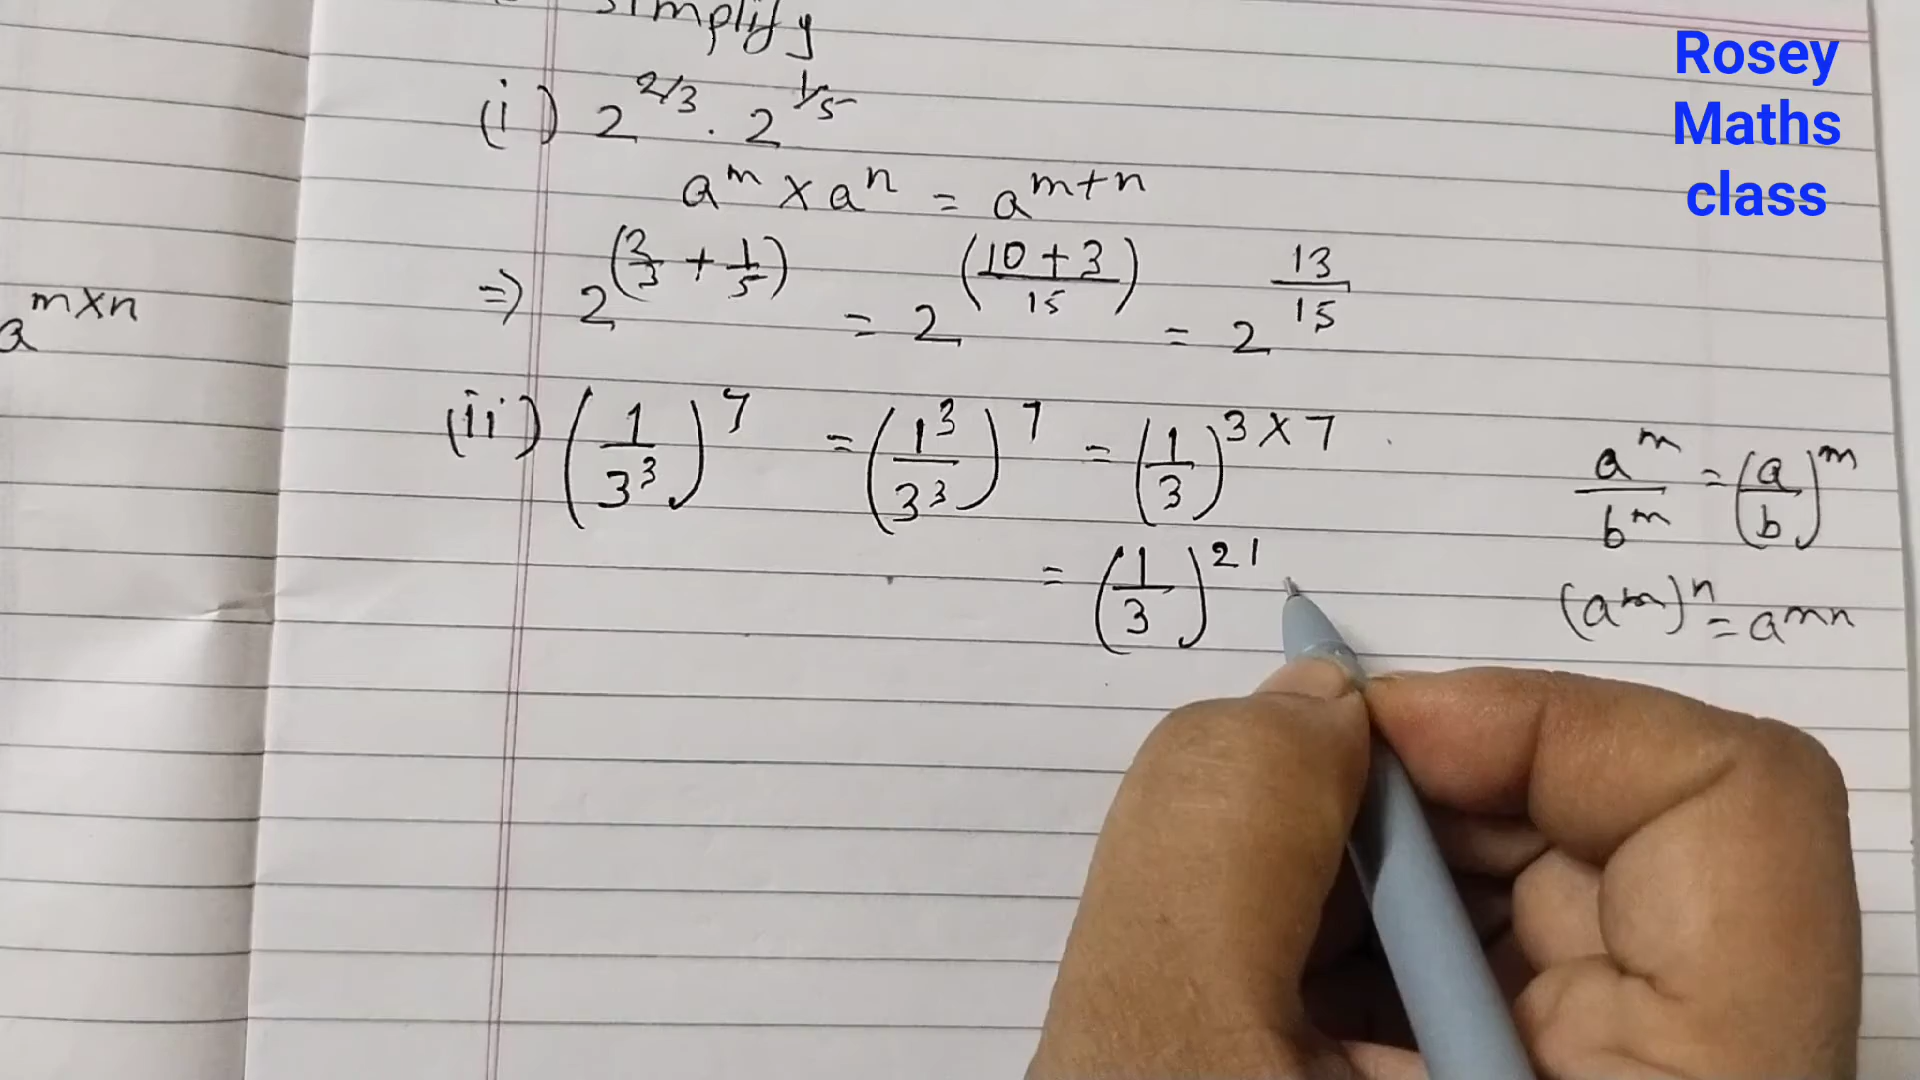 Simplify
(i) 2^{2/3} . 2^{1/5}
a^m × a^n = a^{m+n}
⇒ 2^{(2/3 + 1/5)} = 2^{((10+3)/15)} = 2^{13/15}
a^{m×n}
(ii) (1/3^3)^7 = (1^3/3^3)^7 = (1/3)^{3×7}
= (1/3)^{21}
a^m/b^m = (a/b)^m
(a^m)^n = a^{mn}
Rosey
Maths
class